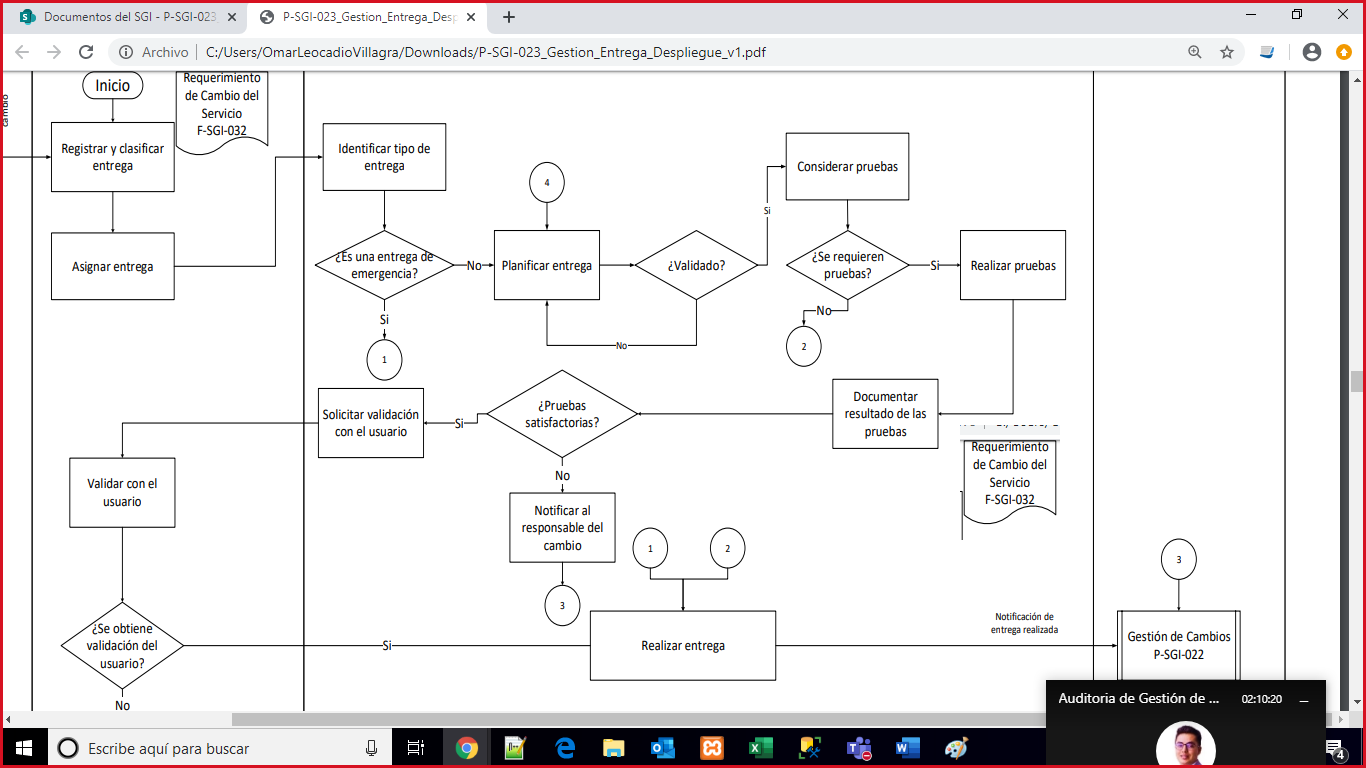 Documentos del SGI - P-SGI-023
P-SGI-023_Gestion_Entrega_Desp
Archivo
C:/Users/OmarLeocadioVillagra/Downloads/P-SGI-023_Gestion_Entrega_Despliegue_v1.pdf
cambio
Inicio
Requerimiento
de Cambio del
Servicio
F-SGI-032
Registrar y clasificar
entrega
Asignar entrega
Identificar tipo de
entrega
¿Es una entrega de
emergencia?
No
Si
1
4
Planificar entrega
¿Validado?
No
Si
Considerar pruebas
¿Se requieren
pruebas?
Si
No
2
Realizar pruebas
Documentar
resultado de las
pruebas
Requerimiento
de Cambio del
Servicio
F-SGI-032
¿Pruebas
satisfactorias?
Si
No
Solicitar validación
con el usuario
Validar con el
usuario
Notificar al
responsable del
cambio
3
1
2
¿Se obtiene
validación del
usuario?
Si
No
Realizar entrega
Notificación de
entrega realizada
3
Gestión de Cambios
P-SGI-022
Auditoria de Gestión de ...
02:10:20
Escribe aquí para buscar
4